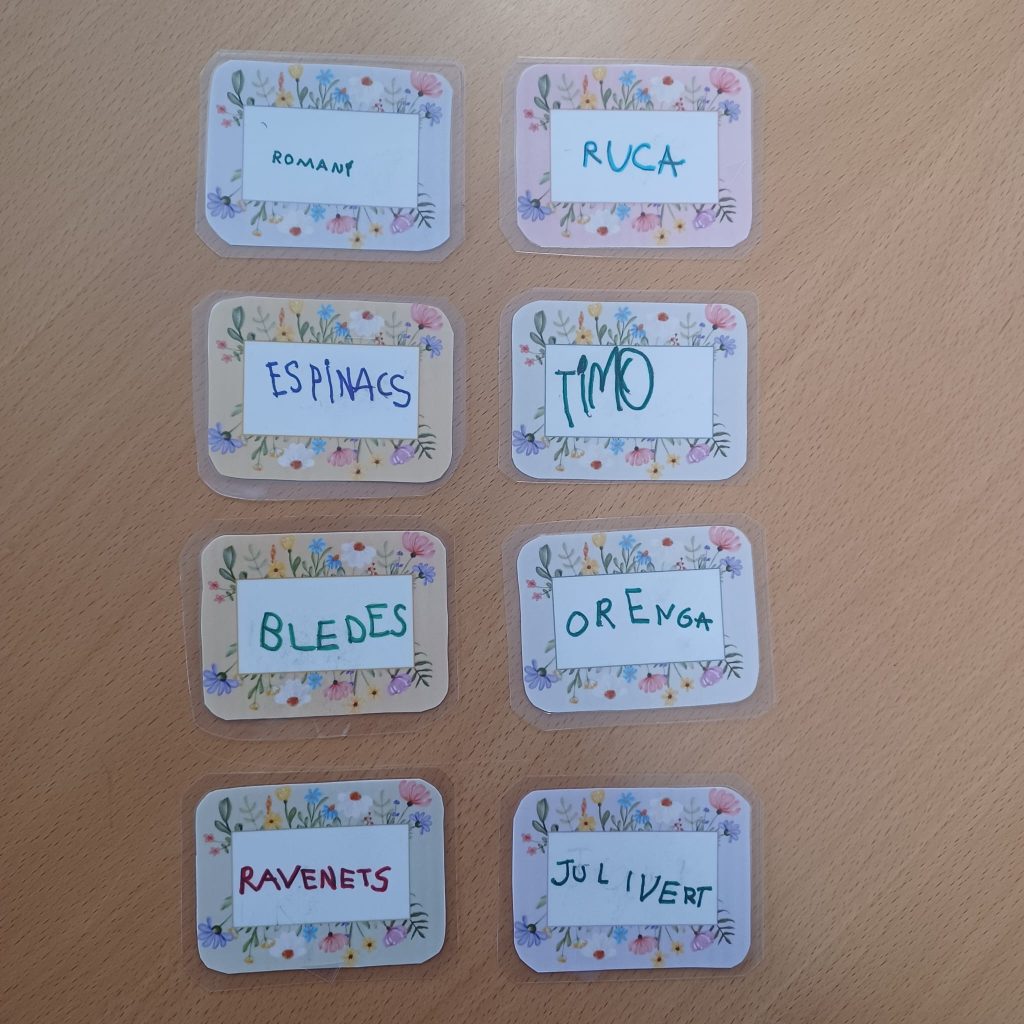 ROMANí
RUCA
ESPiNACS
TiMO
BLEDES
ORENGA
RAVENETS
JULIVERT